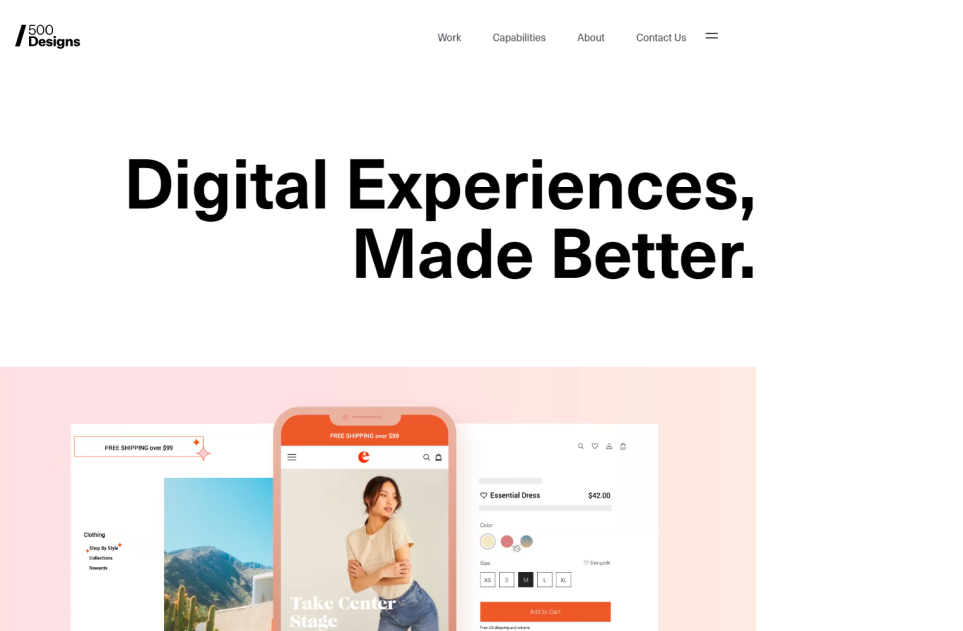 500
Designs
Work
Capabilities
About
Contact Us
Digital Experiences,
Made Better.
FREE SHIPPING over $99
Clothing
Shop By Style
Collections
Rewards
FREE SHIPPING over $99
e
Take Center
Stage
Essential Dress
$42.00
Color
Size
Size guide
XS
S
M
L
XL
Add to Cart
Free US shipping and returns